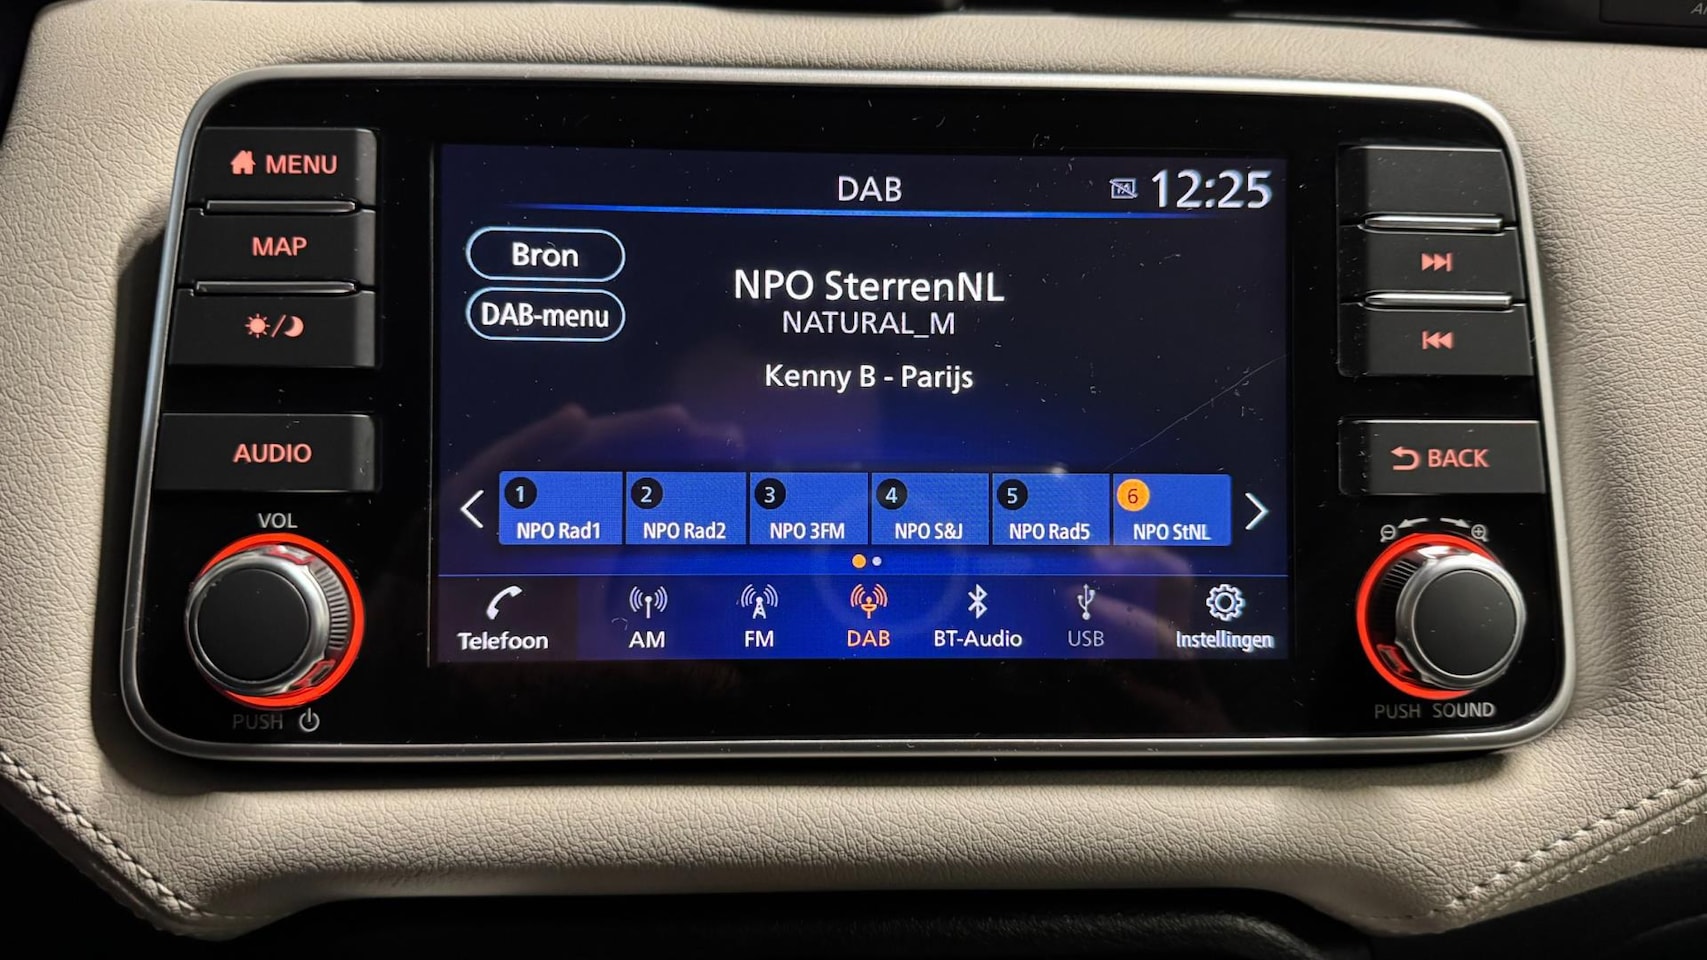 MENU
MAP
AUDIO
VOL
PUSH
DAB
12:25
Bron
DAB-menu
NPO SterrenNL
NATURAL_M
Kenny B - Parijs
1
NPO Rad1
2
NPO Rad2
3
NPO 3FM
4
NPO S&J
5
NPO Rad5
6
NPO StNL
Telefoon
AM
FM
DAB
BT-Audio
USB
Instellingen
BACK
PUSH SOUND